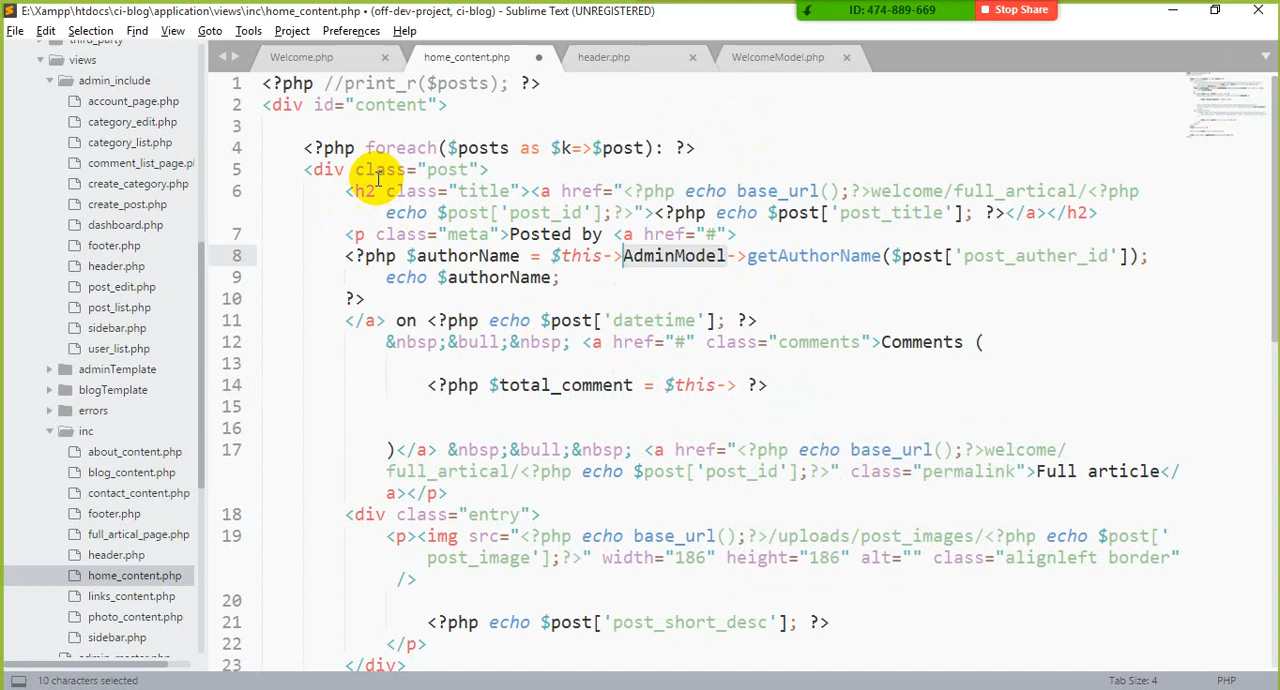 E:\Xampp\htdocs\ci-blog\application\views\inc\home_content.php • (off-dev-project, ci-blog) - Sublime Text (UNREGISTERED)
ID: 474-889-669
Stop Share
File Edit Selection Find View Goto Tools Project Preferences Help
Welcome.php home_content.php header.php WelcomeModel.php
third_party
views
admin_include
account_page.php
category_edit.php
category_list.php
comment_list_page.pl
create_category.php
create_post.php
dashboard.php
footer.php
header.php
post_edit.php
post_list.php
sidebar.php
user_list.php
adminTemplate
blogTemplate
errors
inc
about_content.php
blog_content.php
contact_content.php
footer.php
full_artical_page.php
header.php
home_content.php
links_content.php
photo_content.php
sidebar.php
admin_master.php
1 <?php //print_r($posts); ?>
2 <div id="content">
3
4 <?php foreach($posts as $k=>$post): ?>
5 <div class="post">
6 <h2 class="title"><a href="<?php echo base_url();?>welcome/full_artical/<?php
echo $post['post_id'];?>"><?php echo $post['post_title']; ?></a></h2>
7 <p class="meta">Posted by <a href="#">
8 <?php $authorName = $this->AdminModel->getAuthorName($post['post_auther_id']);
9 echo $authorName;
10 ?>
11 </a> on <?php echo $post['datetime']; ?>
12 &nbsp;&bull;&nbsp; <a href="#" class="comments">Comments (
13
14 <?php $total_comment = $this-> ?>
15
16
17 )</a> &nbsp;&bull;&nbsp; <a href="<?php echo base_url();?>welcome/
full_artical/<?php echo $post['post_id'];?>" class="permalink">Full article</
a></p>
18 <div class="entry">
19 <p><img src="<?php echo base_url();?>/uploads/post_images/<?php echo $post['
post_image'];?>" width="186" height="186" alt="" class="alignleft border"
/>
20
21 <?php echo $post['post_short_desc']; ?>
22 </p>
23 </div>
10 characters selected
Tab Size: 4
PHP